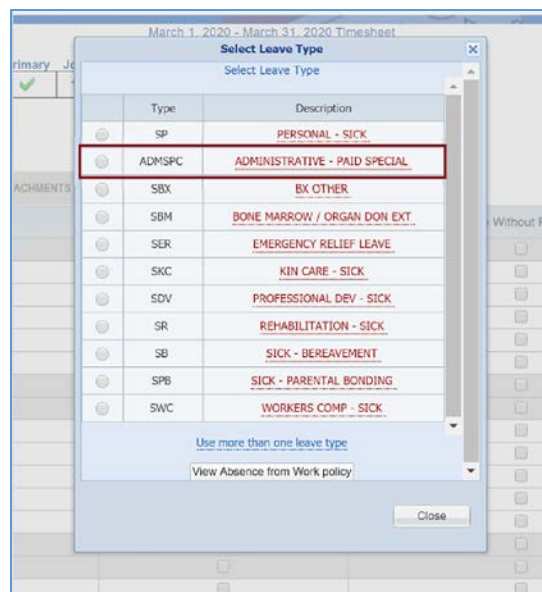 March 1, 2020 - March 31, 2020 Timesheet
Select Leave Type
rimary
Select Leave Type
Type Description
SP PERSONAL - SICK
ADMSPC ADMINISTRATIVE - PAID SPECIAL
ACHMENTS
SBX BX OTHER
SBM BONE MARROW / ORGAN DON EXT
Without
SER EMERGENCY RELIEF LEAVE
SKC KIN CARE - SICK
SDV PROFESSIONAL DEV - SICK
SR REHABILITATION - SICK
SB SICK - BEREAVEMENT
SPB SICK - PARENTAL BONDING
SWC WORKERS COMP - SICK
Use more than one leave type
View Absence from Work policy
Close